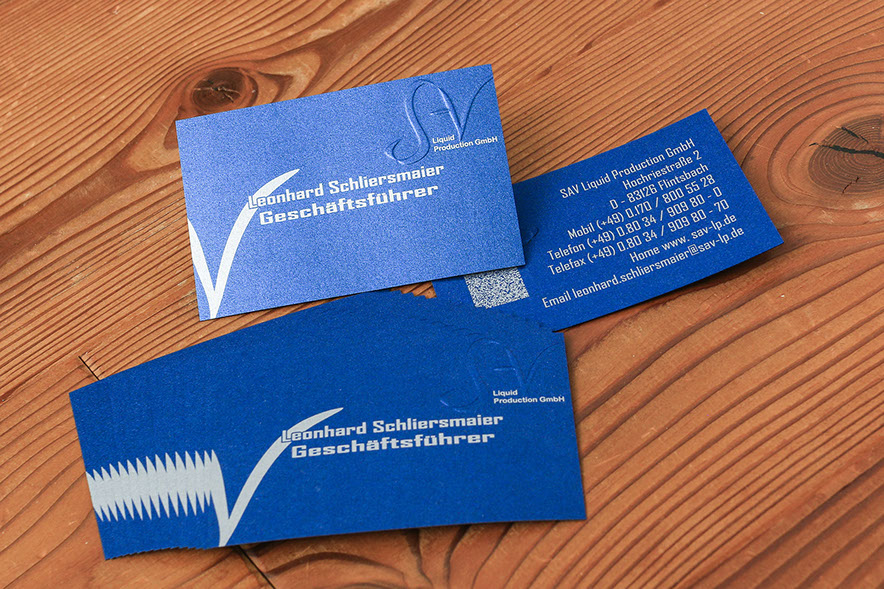 SAV
Liquid
Production GmbH
Leonhard Schliersmaier
Geschäftsführer
SAV Liquid Production GmbH
Hochriestraße 2
D - 83126 Flintsbach
Mobil (+49) 0.170 / 800 55 28
Telefon (+49) 0.80 34 / 909 80 - 0
Telefax (+49) 0.80 34 / 909 80 - 70
Home www. sav-lp.de
Email leonhard.schliersmaier@sav-lp.de
SAV
Liquid
Production GmbH
Leonhard Schliersmaier
Geschäftsführer